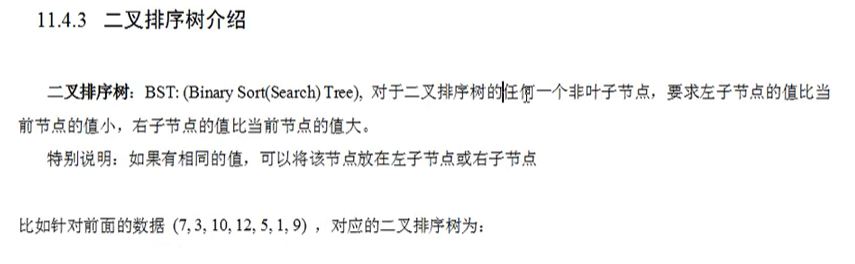 11.4.3 二叉排序树介绍
二叉排序树：BST: (Binary Sort(Search) Tree), 对于二叉排序树的任何一个非叶子节点，要求左子节点的值比当
前节点的值小，右子节点的值比当前节点的值大。
特别说明：如果有相同的值，可以将该节点放在左子节点或右子节点
比如针对前面的数据 (7, 3, 10, 12, 5, 1, 9) ，对应的二叉排序树为：